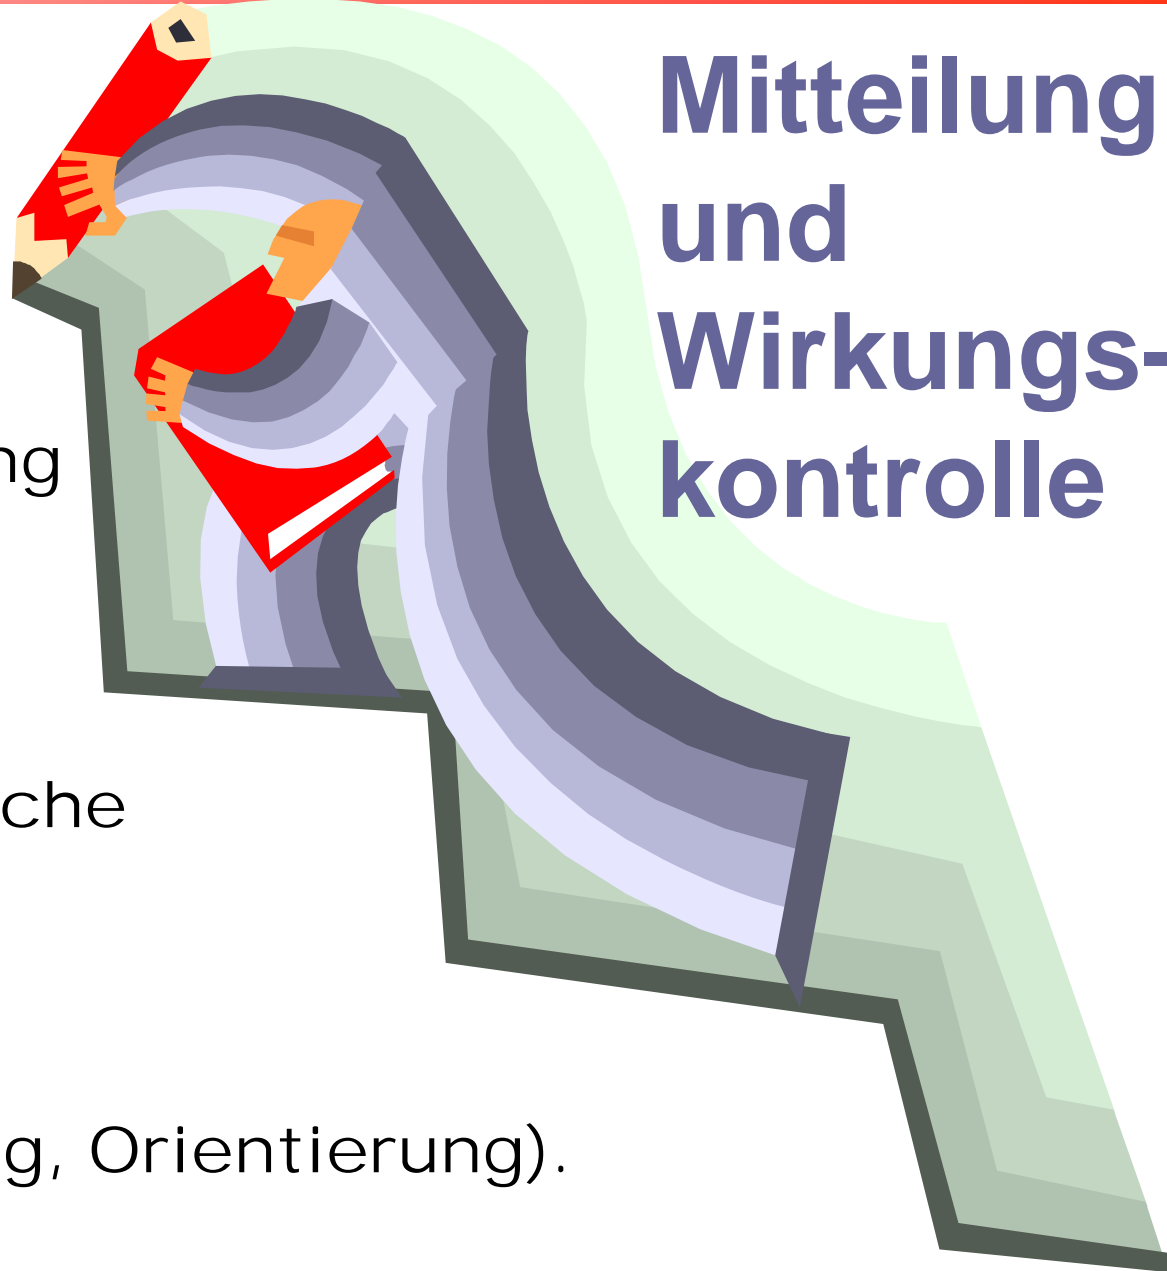 Mitteilung
und
Wirkungs-
kontrolle
ng
che
g, Orientierung).